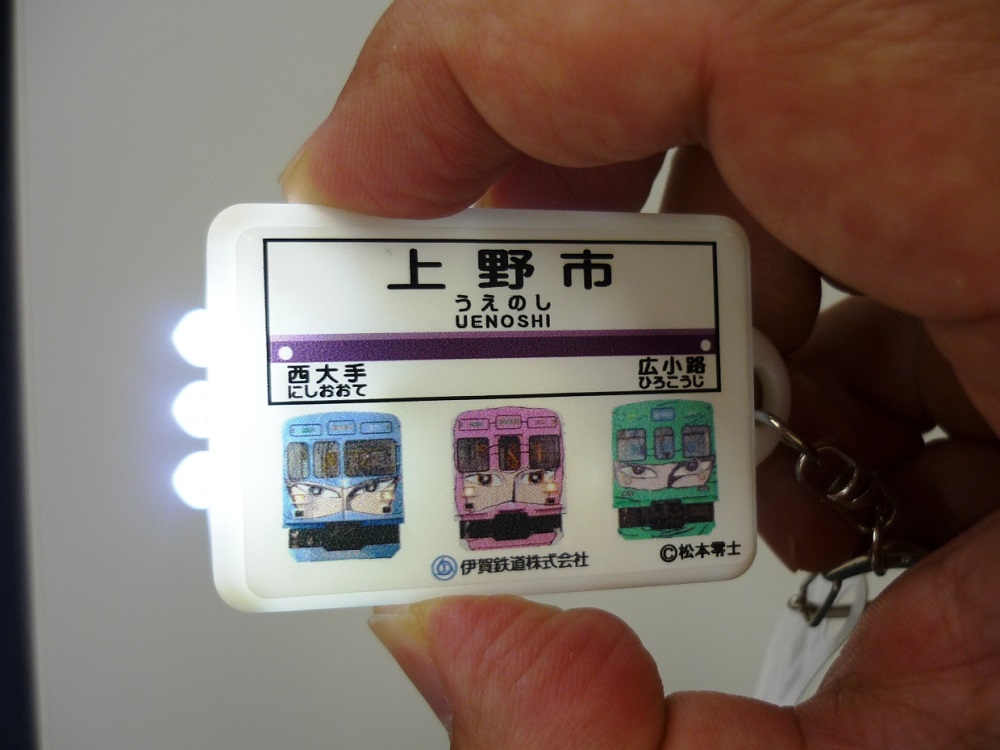 上野市
うえのし
UENOSHI
西大手
にしおおて
広小路
ひろこうじ
伊賀鉄道株式会社
©松本零士